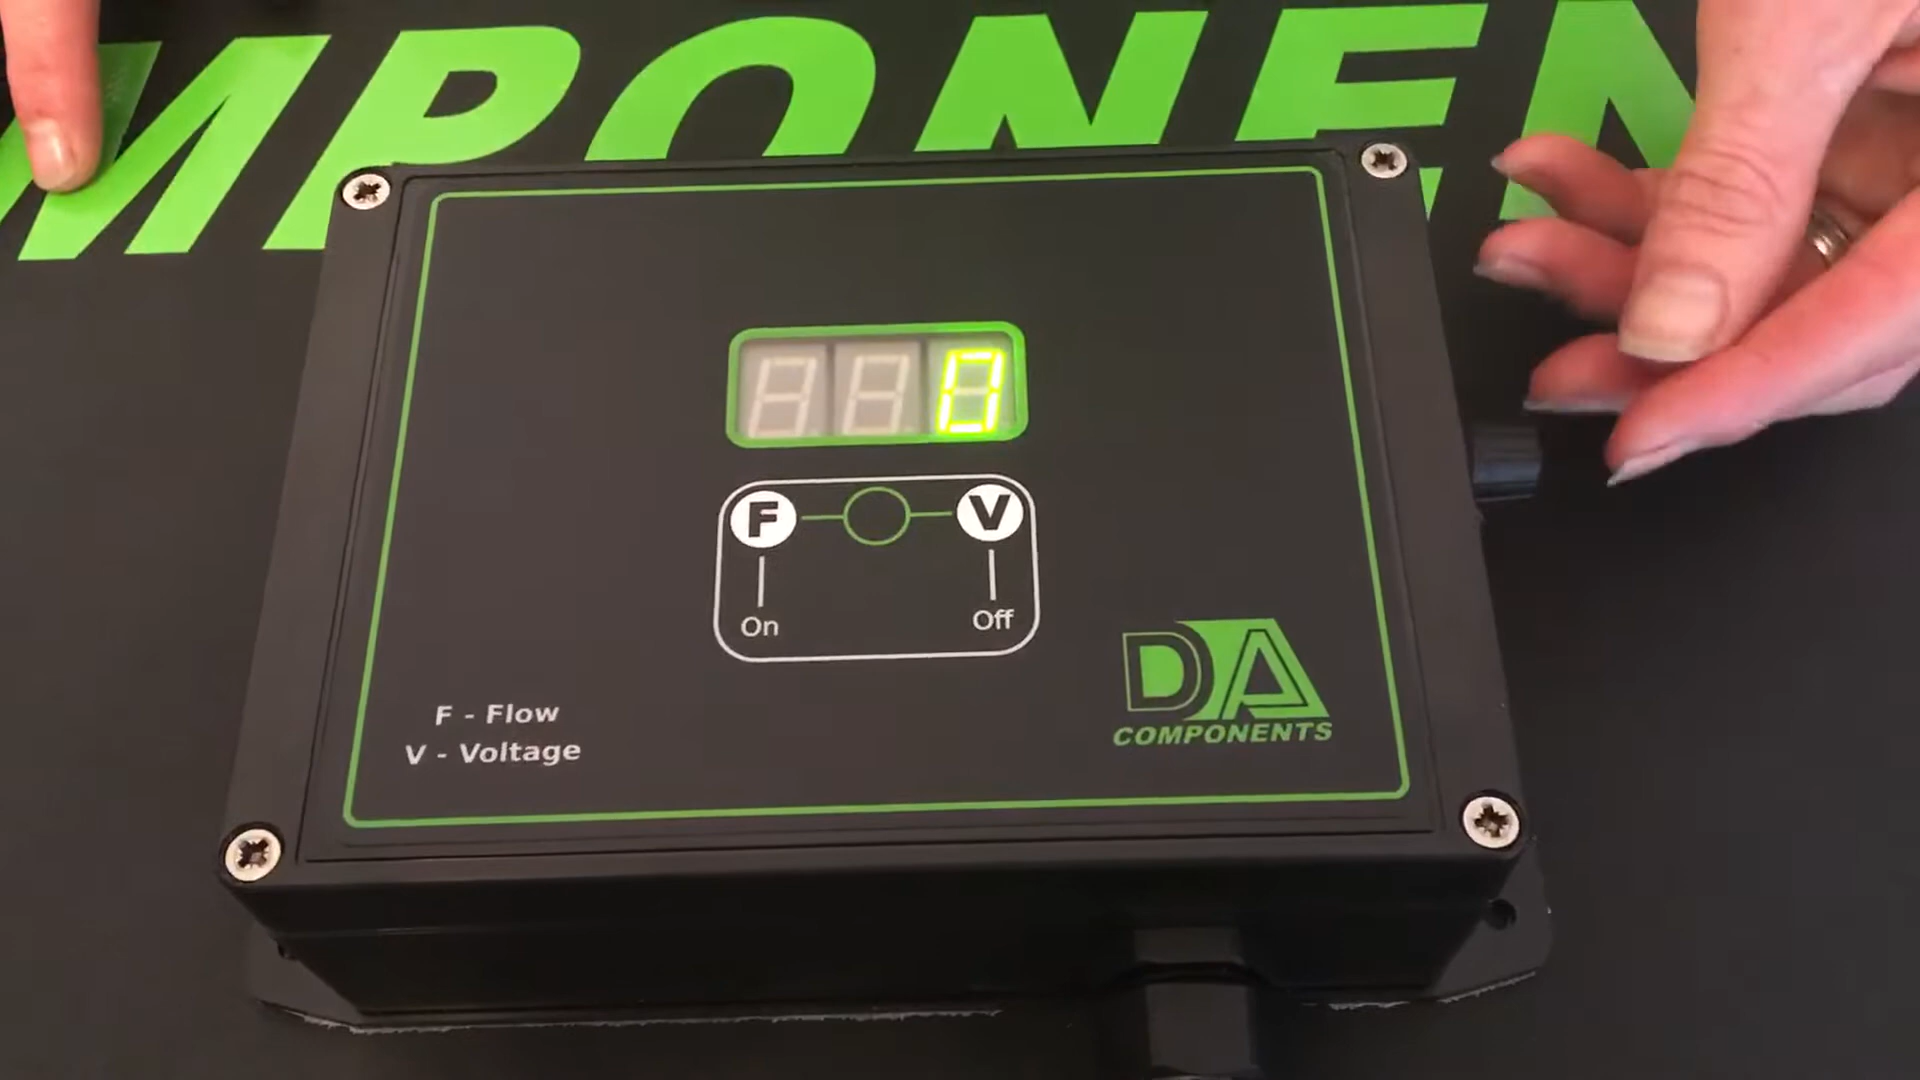 MPONEN
0
F V
On Off
F - Flow
V - Voltage
DA
COMPONENTS